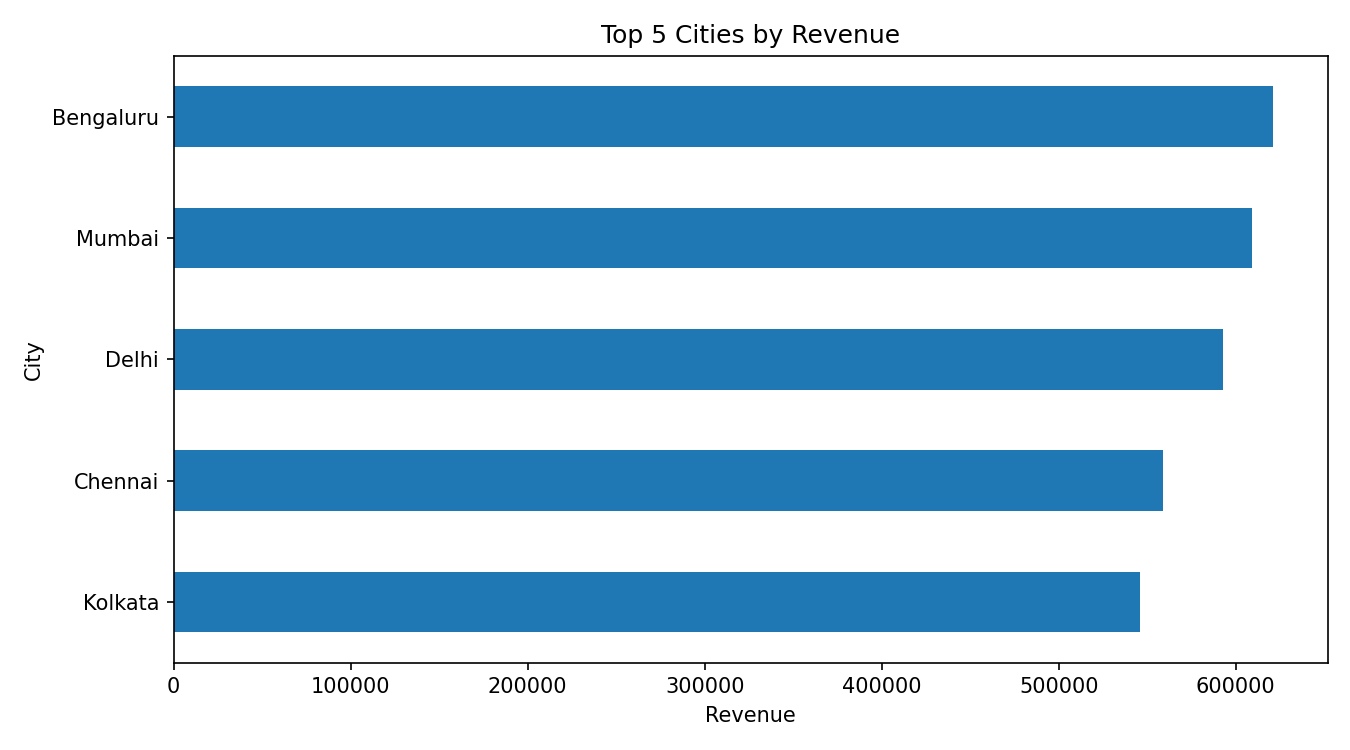 Top 5 Cities by Revenue
Bengaluru
Mumbai
Delhi
Chennai
Kolkata
City
0 100000 200000 300000 400000 500000 600000
Revenue